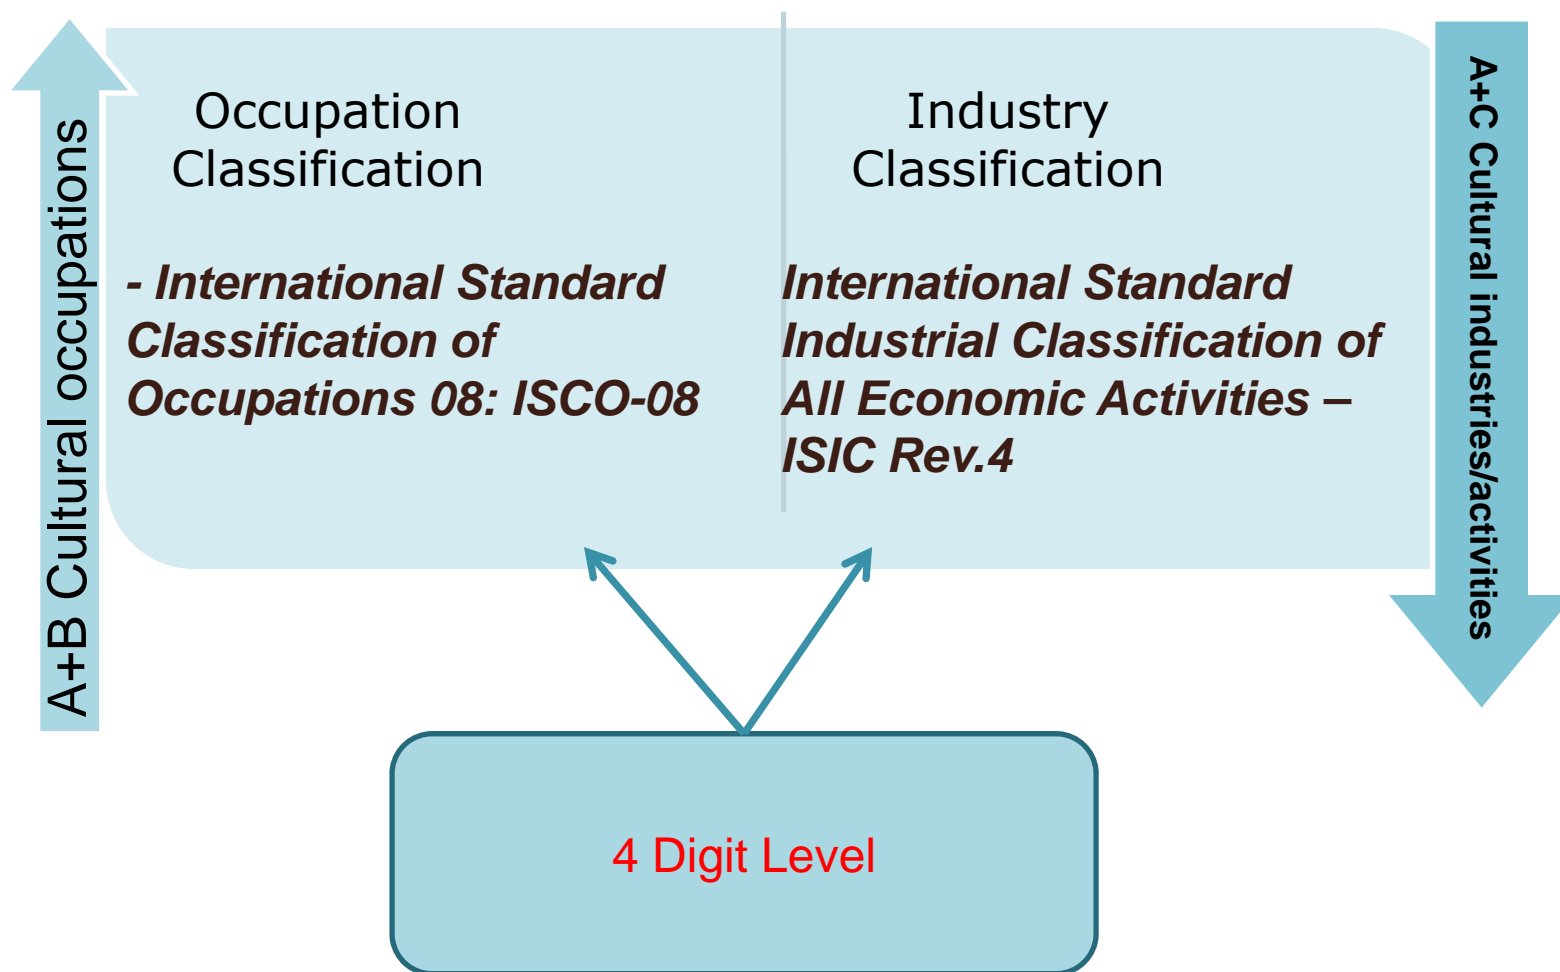 A+B Cultural occupations
Occupation
Classification
- International Standard
Classification of
Occupations 08: ISCO-08
Industry
Classification
International Standard
Industrial Classification of
All Economic Activities –
ISIC Rev.4
A+C Cultural industries/activities
4 Digit Level